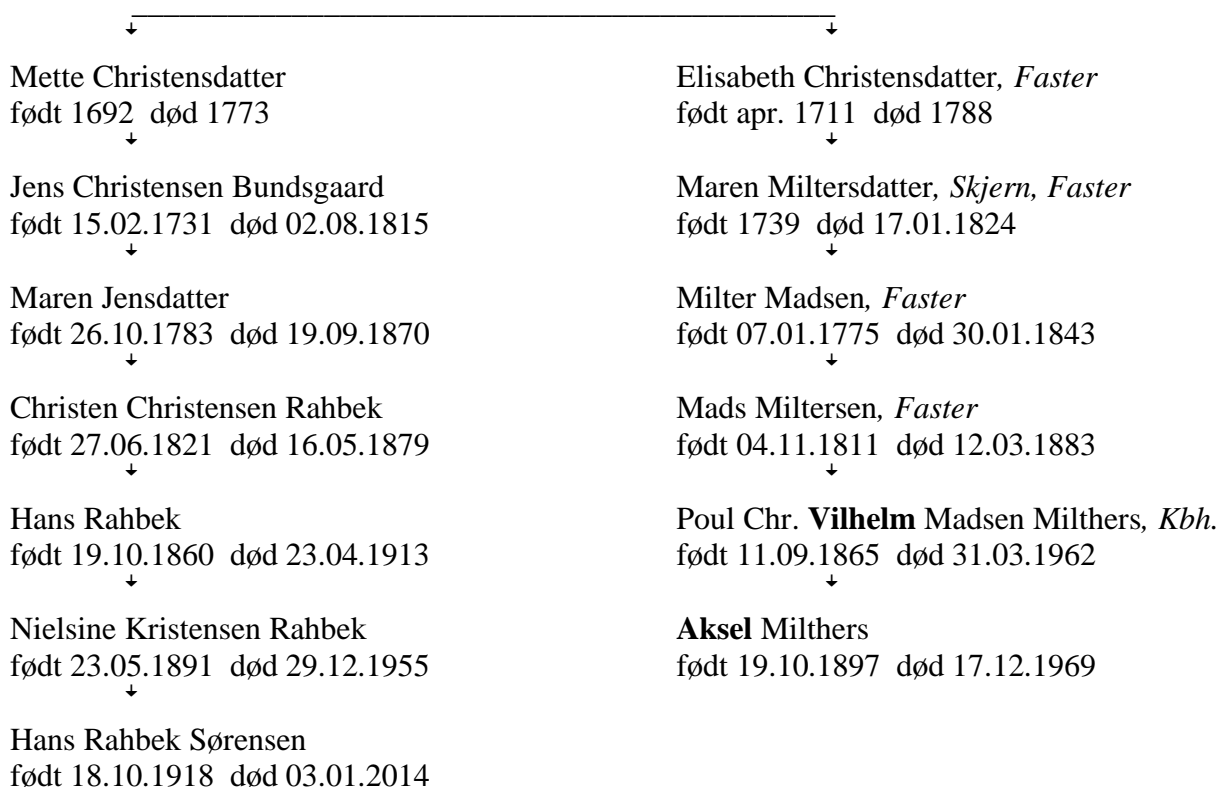 Mette Christensdatter
født 1692 død 1773
Jens Christensen Bundsgaard
født 15.02.1731 død 02.08.1815
Maren Jensdatter
født 26.10.1783 død 19.09.1870
Christen Christensen Rahbek
født 27.06.1821 død 16.05.1879
Hans Rahbek
født 19.10.1860 død 23.04.1913
Nielsine Kristensen Rahbek
født 23.05.1891 død 29.12.1955
Hans Rahbek Sørensen
født 18.10.1918 død 03.01.2014
Elisabeth Christensdatter, Faster
født apr. 1711 død 1788
Maren Miltersdatter, Skjern, Faster
født 1739 død 17.01.1824
Milter Madsen, Faster
født 07.01.1775 død 30.01.1843
Mads Miltersen, Faster
født 04.11.1811 død 12.03.1883
Poul Chr. Vilhelm Madsen Milthers, Kbh.
født 11.09.1865 død 31.03.1962
Aksel Milthers
født 19.10.1897 død 17.12.1969